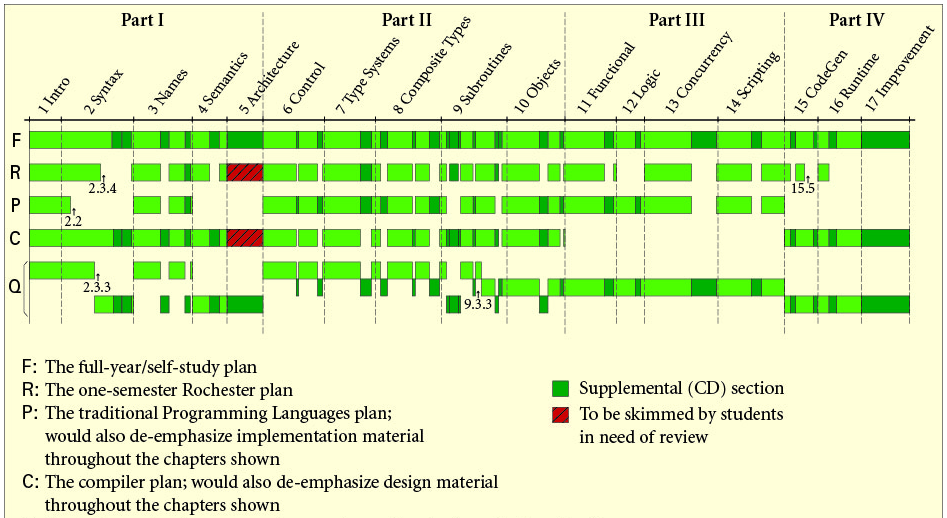 Part I
Part II
Part III
Part IV
1 Intro
2 Syntax
3 Names
4 Semantics
5 Architecture
6 Control
7 Type Systems
8 Composite Types
9 Subroutines
10 Objects
11 Functional
12 Logic
13 Concurrency
14 Scripting
15 CodeGen
16 Runtime
17 Improvement
F
R
2.3.4
15.5
P
2.2
C
Q
2.3.3
9.3.3
F: The full-year/self-study plan
R: The one-semester Rochester plan
P: The traditional Programming Languages plan;
would also de-emphasize implementation material
throughout the chapters shown
C: The compiler plan; would also de-emphasize design material
throughout the chapters shown
Supplemental (CD) section
To be skimmed by students
in need of review